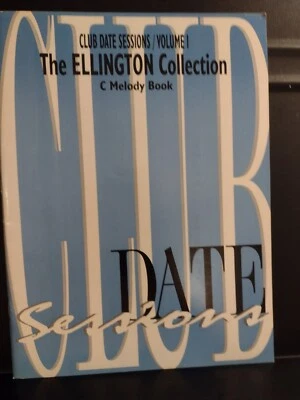 CLUB DATE SESSIONS / VOLUME I
The ELLINGTON Collection
C Melody Book
CLUB
DATE
Sessions